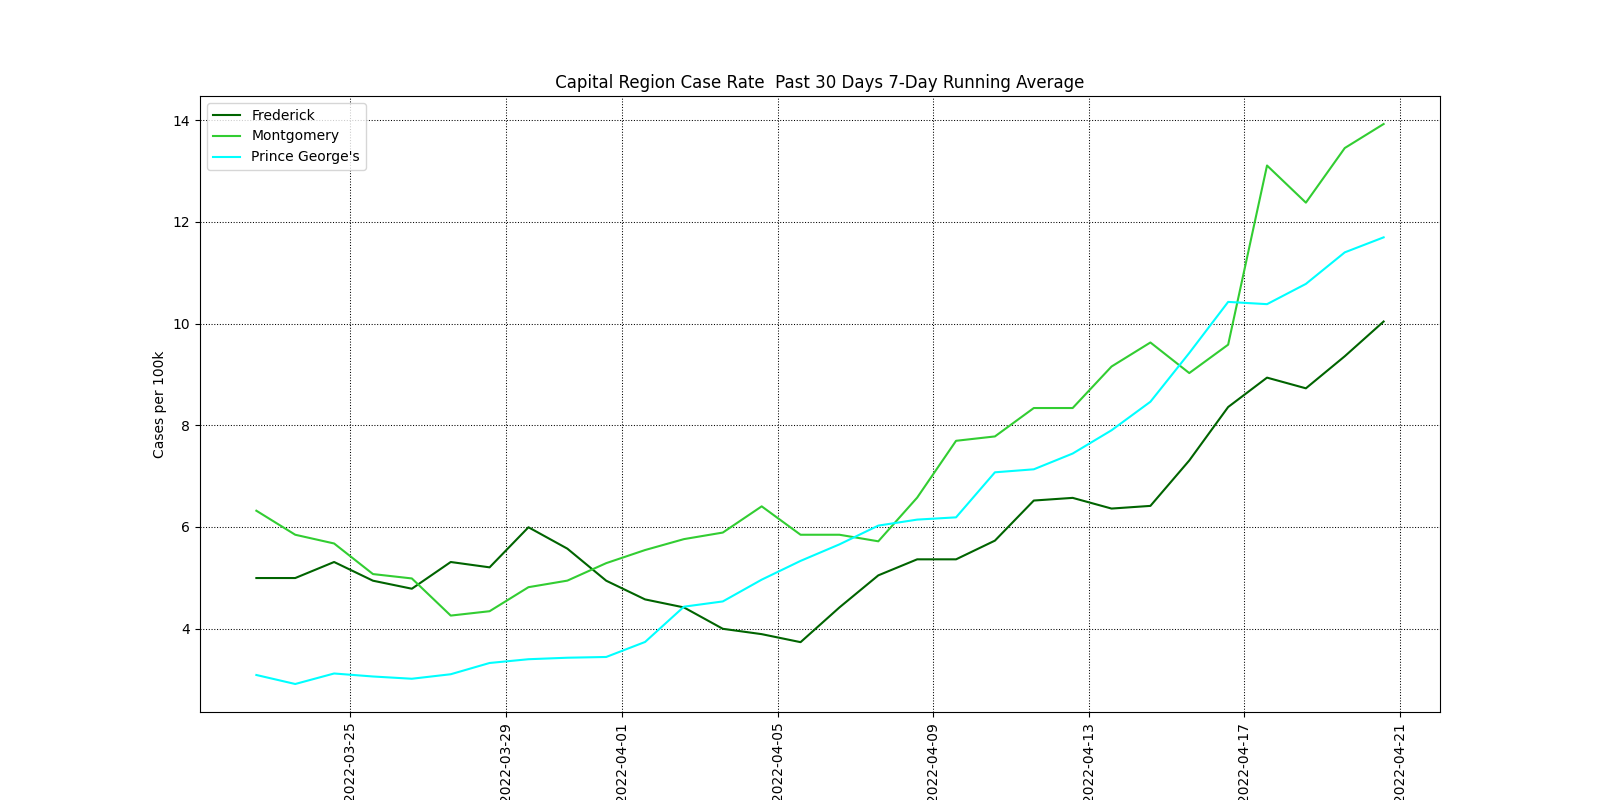 Capital Region Case Rate  Past 30 Days 7-Day Running Average
Frederick
Montgomery
Prince George's
14
12
10
8
6
4
Cases per 100k
2022-03-25
2022-03-29
2022-04-01
2022-04-05
2022-04-09
2022-04-13
2022-04-17
2022-04-21